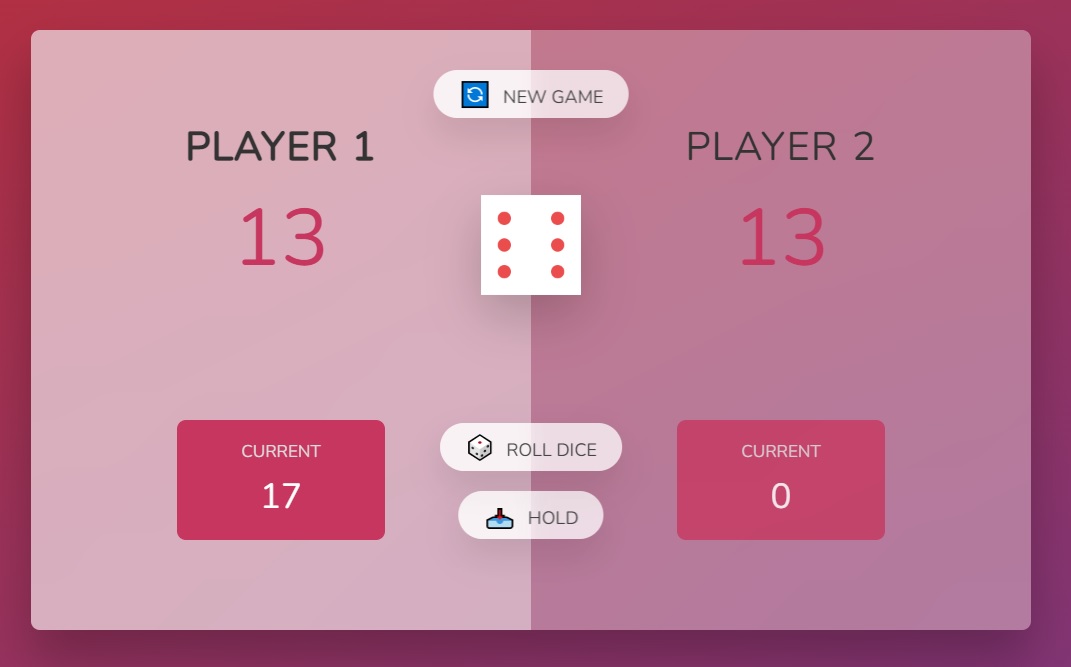 NEW GAME
PLAYER 1
13
PLAYER 2
13
CURRENT
17
ROLL DICE
HOLD
CURRENT
0